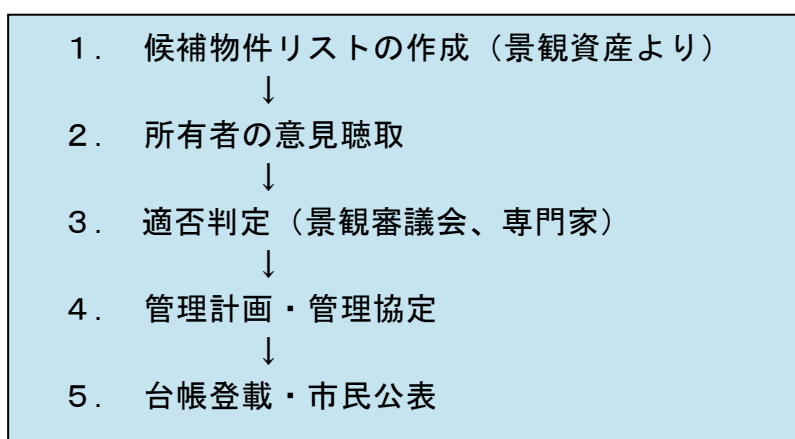 １． 候補物件リストの作成（景観資産より）
↓
２． 所有者の意見聴取
↓
３． 適否判定（景観審議会、専門家）
↓
４． 管理計画・管理協定
↓
５． 台帳登載・市民公表